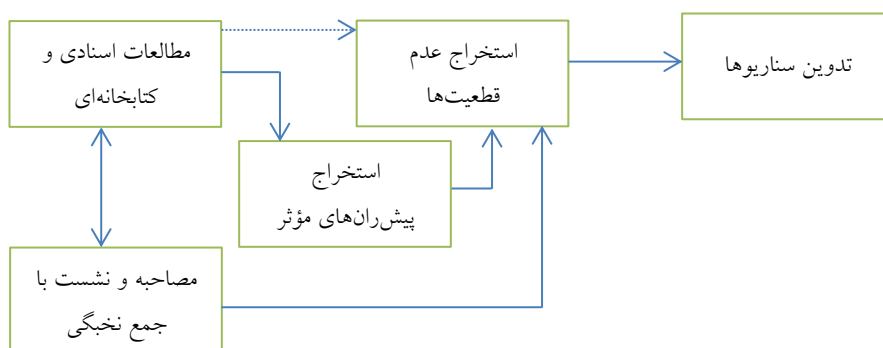 مطالعات اسنادی و
کتابخانه‌ای
استخراج عدم
قطعیت‌ها
تدوین سناریوها
استخراج
پیش‌ران‌های مؤثر
مصاحبه و نشست با
جمع نخبگی